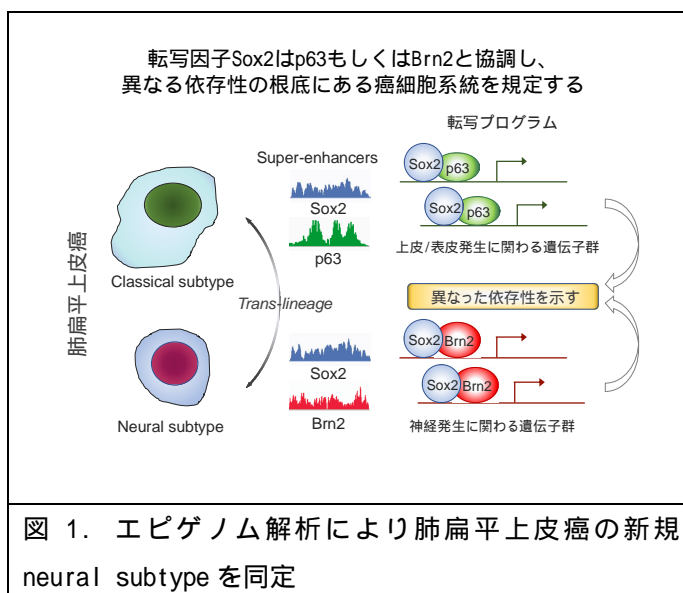 転写因子Sox2はp63もしくはBrn2と協調し、
異なる依存性の根底にある癌細胞系統を規定する
転写プログラム
Super-enhancers
Sox2
p63
Sox2 p63
Sox2 p63
上皮/表皮発生に関わる遺伝子群
肺扁平上皮癌
Classical subtype
Trans-lineage
異なった依存性を示す
Sox2
Brn2
Sox2 Brn2
Sox2 Brn2
神経発生に関わる遺伝子群
Neural subtype
図 1. エピゲノム解析により肺扁平上皮癌の新規
neural subtype を同定